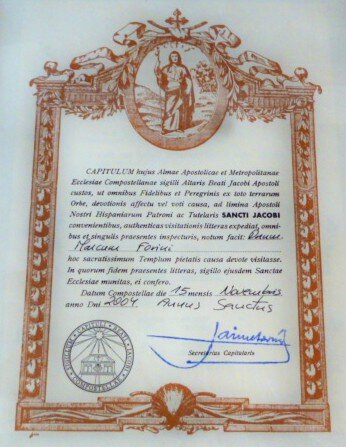 CAPITULUM hujus Almae Apostolicae et Metropolitanae
Ecclesiae Compostellanae sigilli Altaris Beati Jacobi Apostoli
custos, ut omnibus Fidelibus et Peregrinis ex toto terrarum
Orbe, devotionis affectu vel voti causa, ad limina Apostoli
Nostri Hispaniarum Patroni ac Tutelaris SANCTI JACOBI
convenientibus, authenticas visitationis litteras expediat, omni-
bus et singulis praesentes inspecturis, notum facit:
Marcum Forini
hoc sacratissimum Templum pietatis causa devote visitasse.
In quorum fidem praesentes litteras, sigillo ejusdem Sanctae
Ecclesiae munitas, ei confero.
Datum Compostellae die 15 mensis Novembris
anno Dni 2004 Annus Sanctus
Secretarius Capitularis